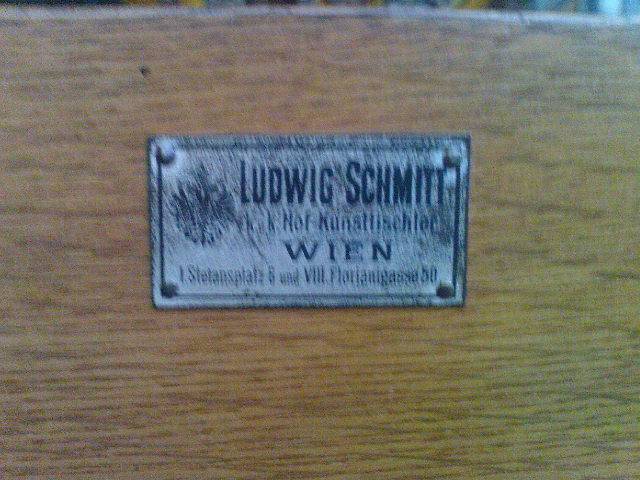 LUDWIG SCHMITT
k. k. Hof-Kunsttischler
WIEN
I. Stefansplatz 6 und VIII. Florianigasse 50